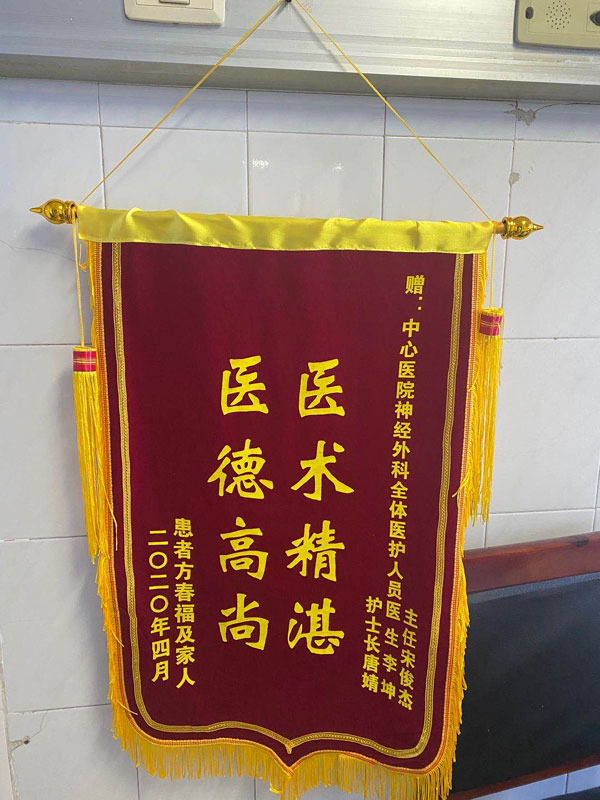 赠：中心医院神经外科全体医护人员
主任宋俊杰
医生李坤
护士长唐婧
医术精湛
医德高尚
患者方春福及家人
二〇二〇年四月